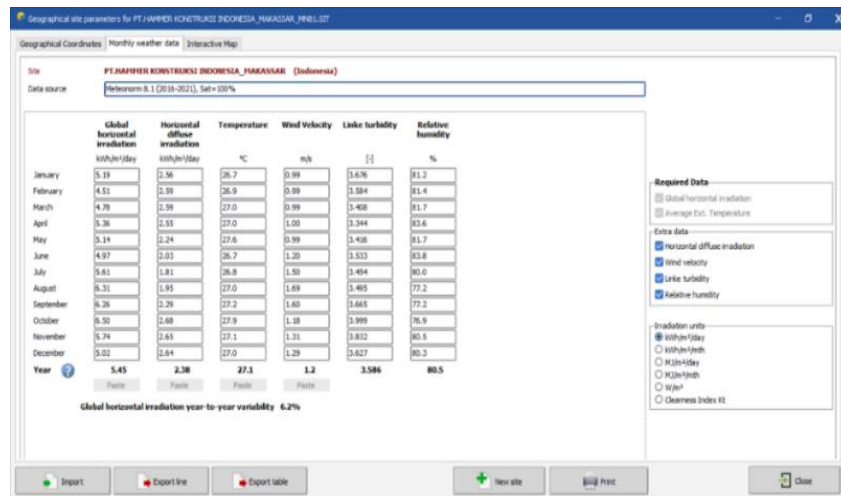 Geographical site parameters for PT.HAMMER KONSTRUKSI INDONESIA_MAKASSAR_MN81.SIT
Geographical Coordinates Monthly weather data Interactive Map
Site PT.HAMMER KONSTRUKSI INDONESIA_MAKASSAR (Indonesia)
Data source Meteonorm 8.1 (2016-2021), Sat=100%
Global horizontal irradiation Horizontal diffuse irradiation Temperature Wind Velocity Linke turbidity Relative humidity
kWh/m²/day kWh/m²/day °C m/s [-] %
January 5.19 2.56 26.7 0.99 3.676 81.2
February 4.51 2.59 26.9 0.99 3.584 81.4
March 4.78 2.59 27.0 0.99 3.408 81.7
April 5.36 2.55 27.0 1.00 3.344 83.6
May 5.14 2.24 27.6 0.99 3.416 81.7
June 4.97 2.03 26.7 1.20 3.533 83.8
July 5.61 1.81 26.8 1.50 3.494 80.0
August 6.31 1.95 27.0 1.69 3.495 77.2
September 6.26 2.29 27.2 1.60 3.665 77.2
October 6.50 2.68 27.9 1.18 3.999 76.9
November 5.74 2.65 27.1 1.31 3.832 80.5
December 5.02 2.64 27.0 1.29 3.627 80.3
Year ? 5.45 2.38 27.1 1.2 3.586 80.5
Paste Paste Paste Paste
Global horizontal irradiation year-to-year variability 6.2%
Required Data
Global horizontal irradiation
Average Ext. Temperature
Extra data
Horizontal diffuse irradiation
Wind velocity
Linke turbidity
Relative humidity
Irradiation units
kWh/m²/day
kWh/m²/mth
MJ/m²/day
MJ/m²/mth
W/m²
Clearness Index Kt
Import Export line Export table New site Print Close